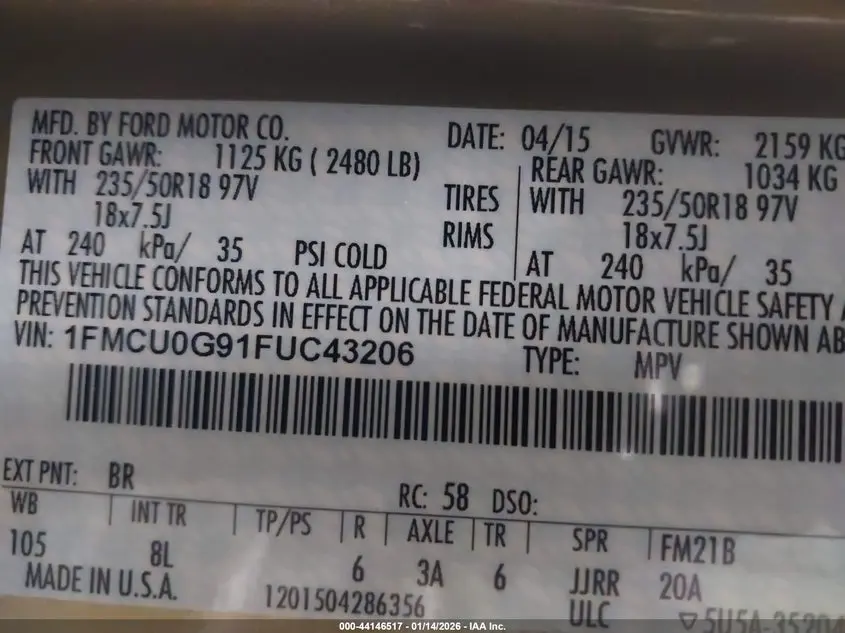 MFD. BY FORD MOTOR CO.
DATE: 04/15 GVWR: 2159 KG
FRONT GAWR: 1125 KG ( 2480 LB) REAR GAWR: 1034 KG
WITH 235/50R18 97V TIRES WITH 235/50R18 97V
18x7.5J RIMS 18x7.5J
AT 240 kPa/ 35 PSI COLD AT 240 kPa/ 35
THIS VEHICLE CONFORMS TO ALL APPLICABLE FEDERAL MOTOR VEHICLE SAFETY
PREVENTION STANDARDS IN EFFECT ON THE DATE OF MANUFACTURE SHOWN AB
VIN: 1FMCU0G91FUC43206 TYPE: MPV
EXT PNT: BR RC: 58 DSO:
WB INT TR TP/PS R AXLE TR SPR FM21B
105 8L 6 3A 6 JJRR 20A
MADE IN U.S.A. 1201504286356 ULC 5U5A-35204
000-44146517 - 01/14/2026 - IAA Inc.